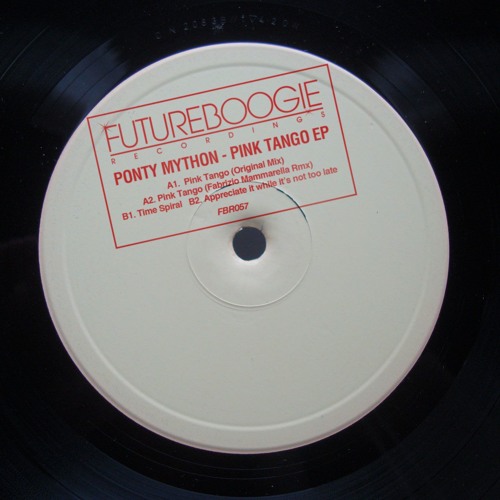 FUTUREBOOGIE
RECORDINGS
PONTY MYTHON - PINK TANGO EP
A1. Pink Tango (Original Mix)
A2. Pink Tango (Fabrizio Mammarella Rmx)
B1. Time Spiral B2. Appreciate it while it's not too late
FBR057